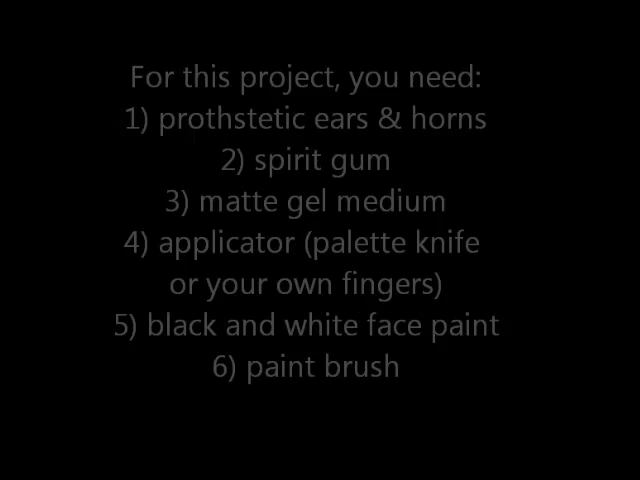 For this project, you need:
1) prothstetic ears & horns
2) spirit gum
3) matte gel medium
4) applicator (palette knife
or your own fingers)
5) black and white face paint
6) paint brush